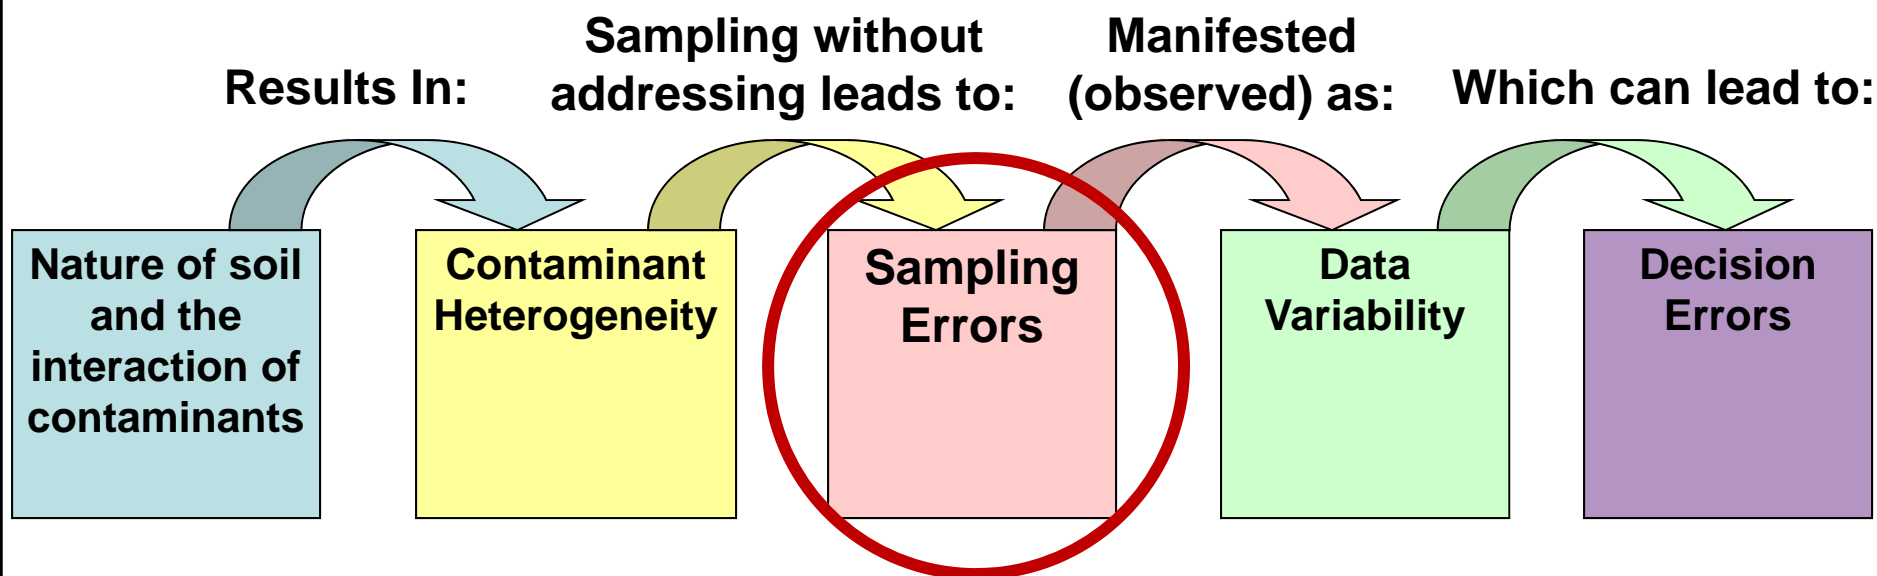 Results In:
Sampling without
addressing leads to:
Manifested
(observed) as:
Which can lead to:
Nature of soil
and the
interaction of
contaminants
Contaminant
Heterogeneity
Sampling
Errors
Data
Variability
Decision
Errors